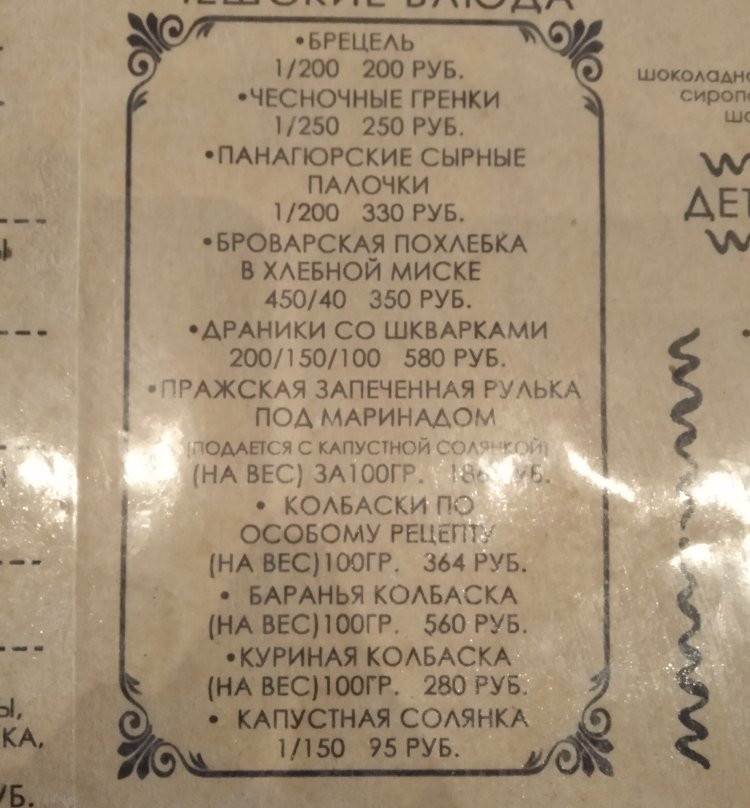 ЧЕШСКИЕ БЛЮДА
•БРЕЦЕЛЬ
1/200 200 РУБ.
•ЧЕСНОЧНЫЕ ГРЕНКИ
1/250 250 РУБ.
•ПАНАГЮРСКИЕ СЫРНЫЕ
ПАЛОЧКИ
1/200 330 РУБ.
•БРОВАРСКАЯ ПОХЛЕБКА
В ХЛЕБНОЙ МИСКЕ
450/40 350 РУБ.
•ДРАНИКИ СО ШКВАРКАМИ
200/150/100 580 РУБ.
•ПРАЖСКАЯ ЗАПЕЧЕННАЯ РУЛЬКА
ПОД МАРИНАДОМ
(ПОДАЕТСЯ С КАПУСТНОЙ СОЛЯНКОЙ)
(НА ВЕС) ЗА100ГР. РУБ.
• КОЛБАСКИ ПО
ОСОБОМУ РЕЦЕПТУ
(НА ВЕС)100ГР. 364 РУБ.
• БАРАНЬЯ КОЛБАСКА
(НА ВЕС)100ГР. 560 РУБ.
•КУРИНАЯ КОЛБАСКА
(НА ВЕС)100ГР. 280 РУБ.
• КАПУСТНАЯ СОЛЯНКА
1/150 95 РУБ.